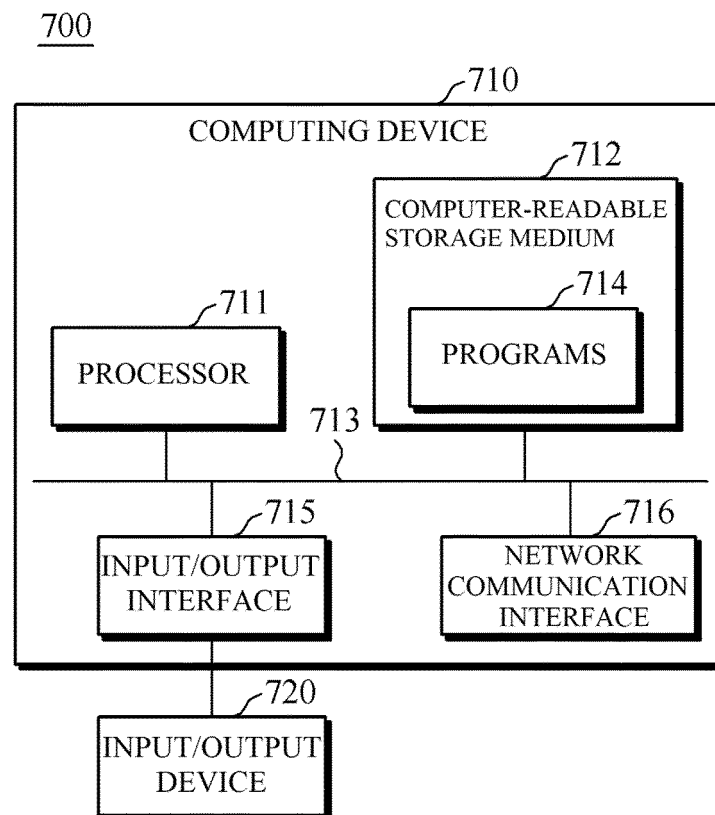 700
710
COMPUTING DEVICE
712
COMPUTER-READABLE
STORAGE MEDIUM
714
PROGRAMS
711
PROCESSOR
713
715
INPUT/OUTPUT
INTERFACE
716
NETWORK
COMMUNICATION
INTERFACE
720
INPUT/OUTPUT
DEVICE